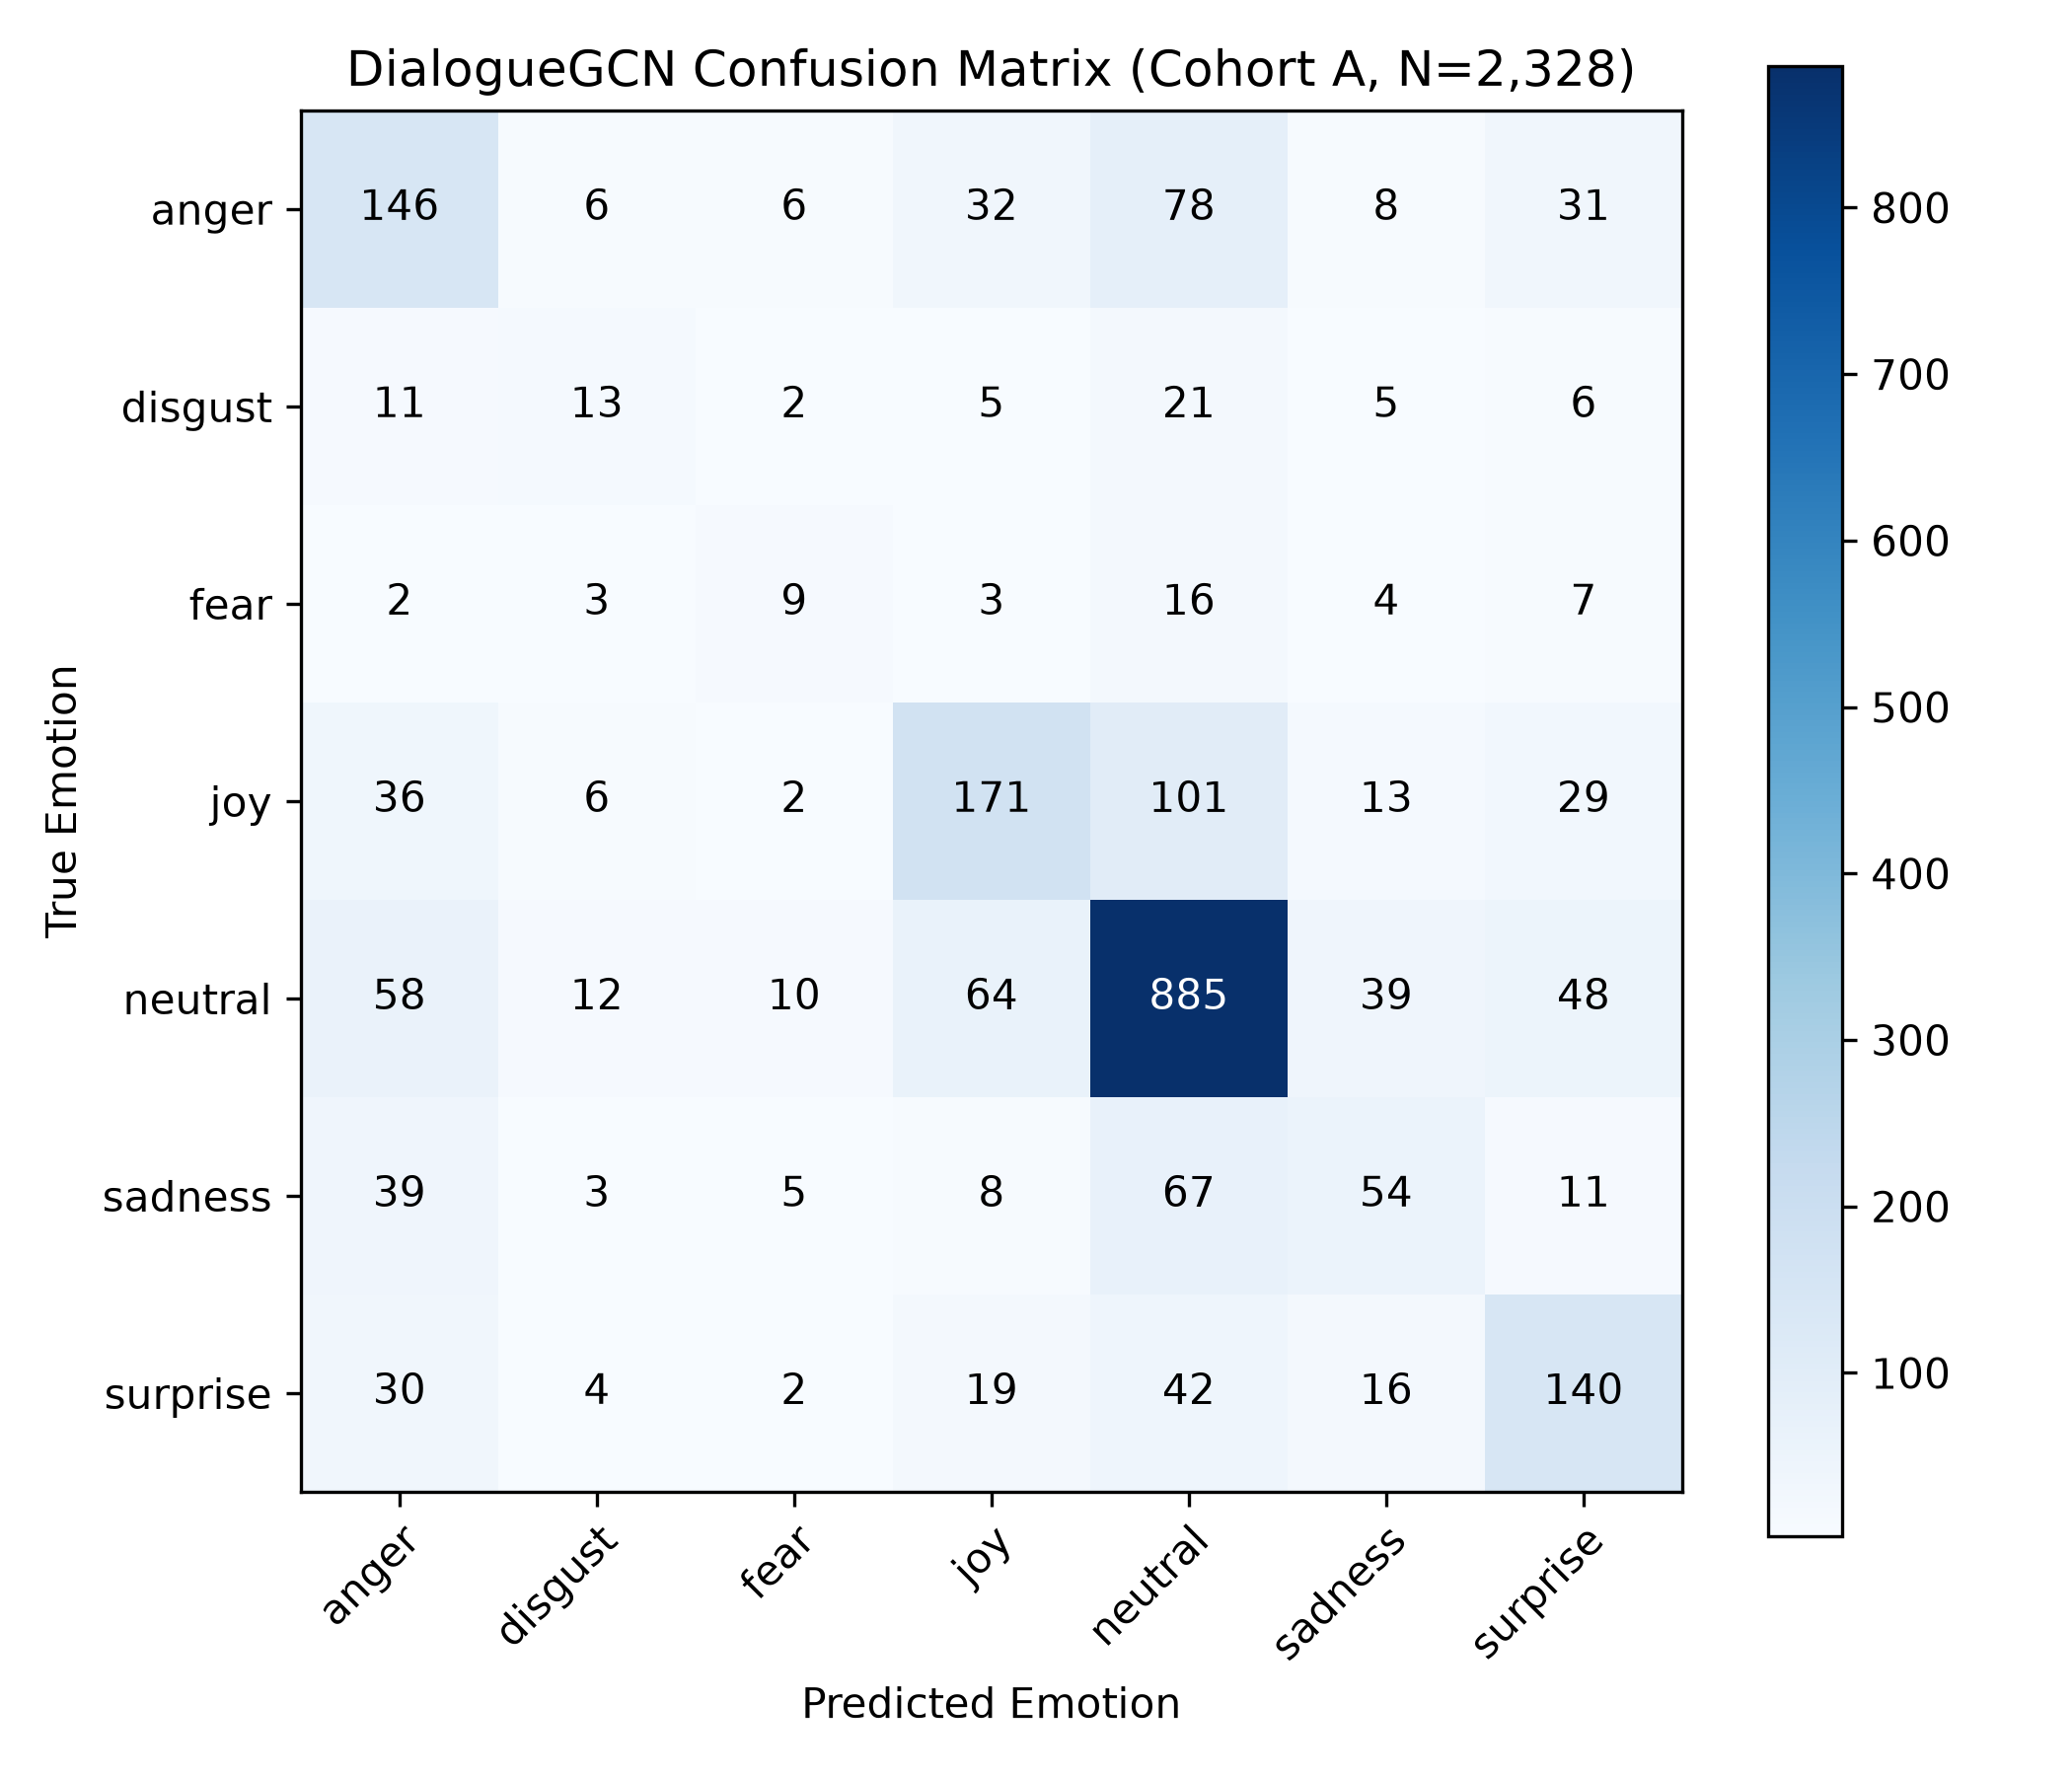 DialogueGCN Confusion Matrix (Cohort A, N=2,328)
True Emotion
anger 146 6 6 32 78 8 31
disgust 11 13 2 5 21 5 6
fear 2 3 9 3 16 4 7
joy 36 6 2 171 101 13 29
neutral 58 12 10 64 885 39 48
sadness 39 3 5 8 67 54 11
surprise 30 4 2 19 42 16 140
anger disgust fear joy neutral sadness surprise
Predicted Emotion
800
700
600
500
400
300
200
100